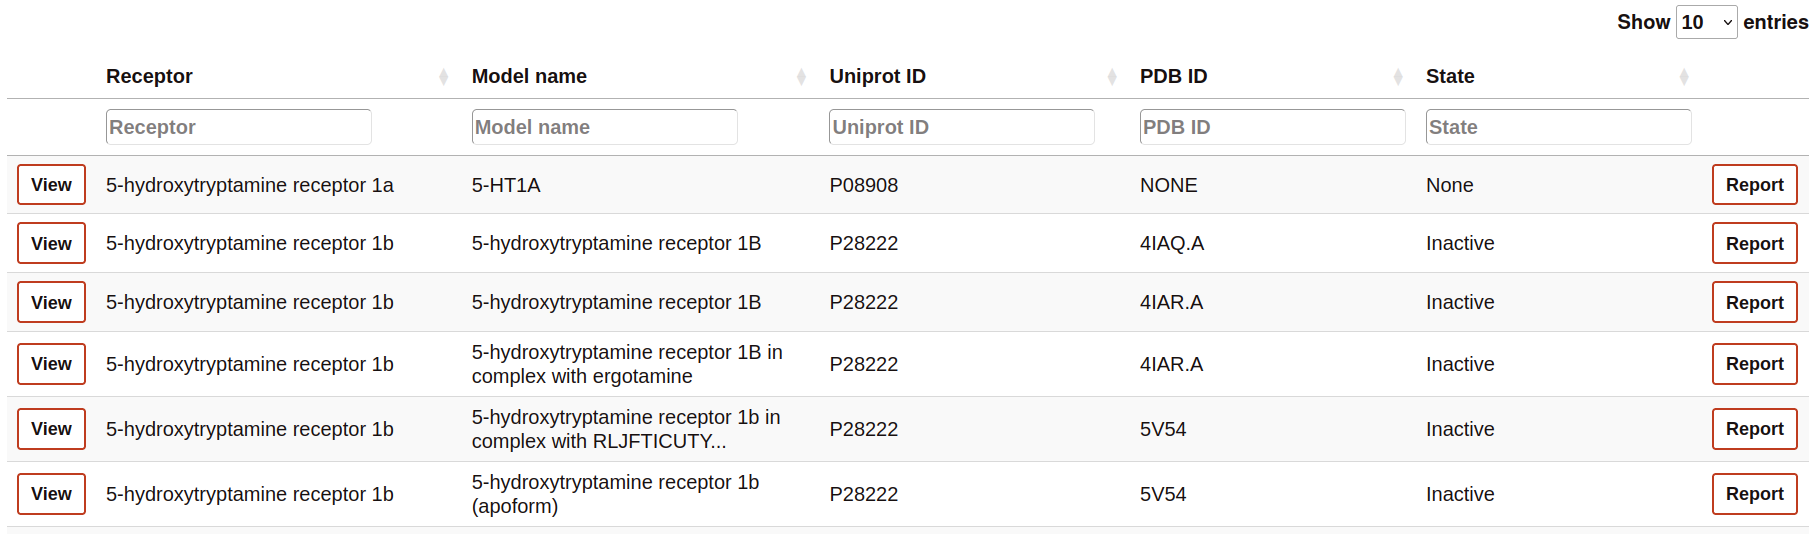 Show 10 entries
Receptor Model name Uniprot ID PDB ID State
Receptor Model name Uniprot ID PDB ID State
View 5-hydroxytryptamine receptor 1a 5-HT1A P08908 NONE None Report
View 5-hydroxytryptamine receptor 1b 5-hydroxytryptamine receptor 1B P28222 4IAQ.A Inactive Report
View 5-hydroxytryptamine receptor 1b 5-hydroxytryptamine receptor 1B P28222 4IAR.A Inactive Report
5-hydroxytryptamine receptor 1B in
View 5-hydroxytryptamine receptor 1b P28222 4IAR.A Inactive Report
complex with ergotamine
5-hydroxytryptamine receptor 1b in
View 5-hydroxytryptamine receptor 1b P28222 5V54 Inactive Report
complex with RLJFTICUTY...
5-hydroxytryptamine receptor 1b
View 5-hydroxytryptamine receptor 1b P28222 5V54 Inactive Report
(apoform)